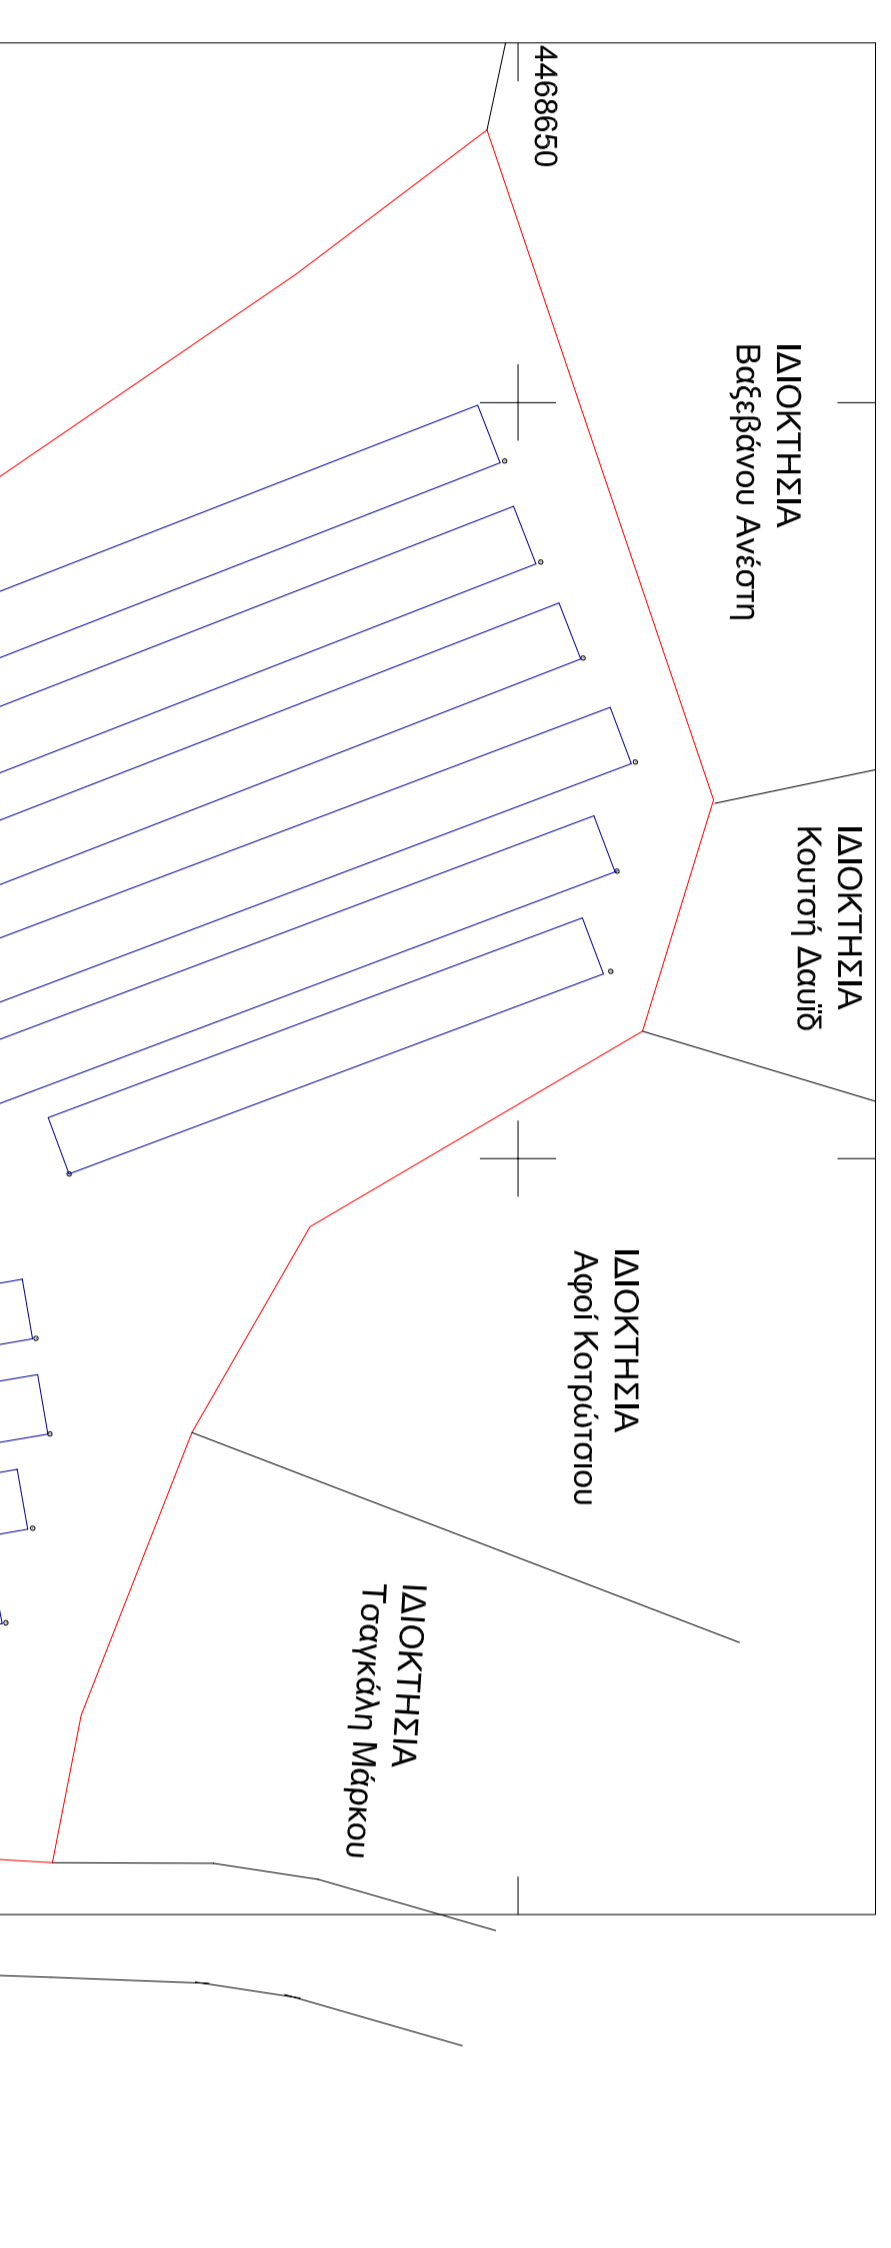 4468650
ΙΔΙΟΚΤΗΣΙΑ
Βαξεβάνου Ανέστη
ΙΔΙΟΚΤΗΣΙΑ
Κουτσή Δαυϊδ
ΙΔΙΟΚΤΗΣΙΑ
Αφοί Κοτρώτσιου
ΙΔΙΟΚΤΗΣΙΑ
Τσαγκάλη Μάρκου